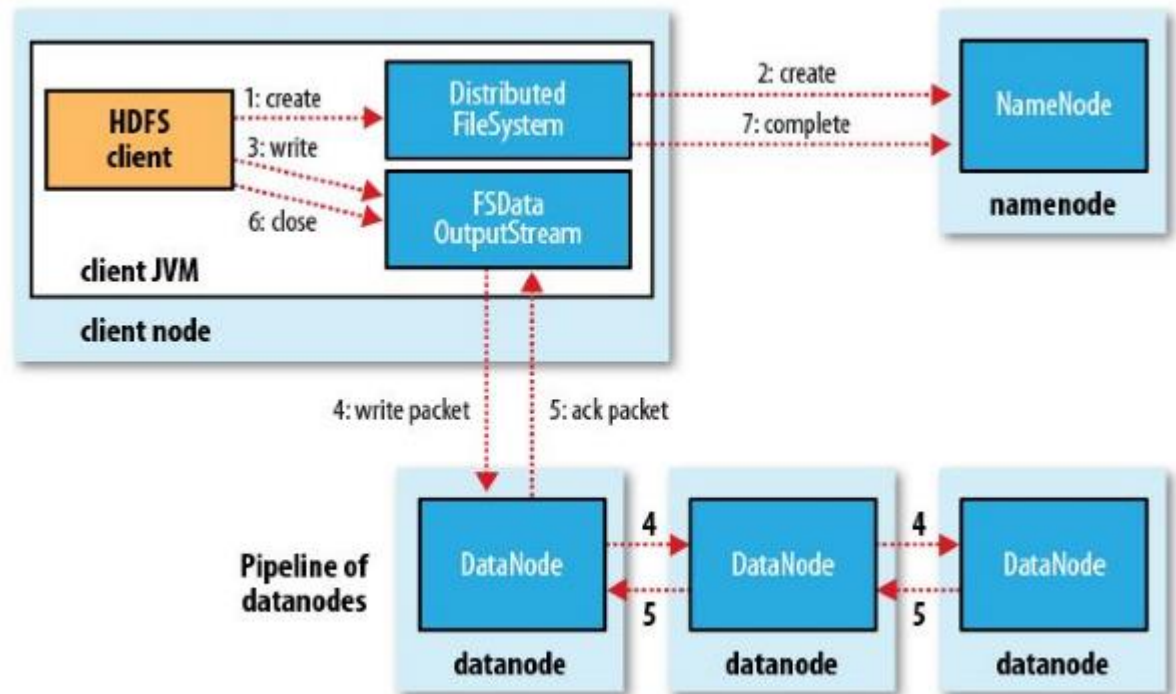 1: create
HDFS
client
3: write
6: close
Distributed
FileSystem
FSData
OutputStream
client JVM
client node
2: create
7: complete
NameNode
namenode
4: write packet
5: ack packet
Pipeline of
datanodes
DataNode
datanode
4
5
DataNode
datanode
4
5
DataNode
datanode